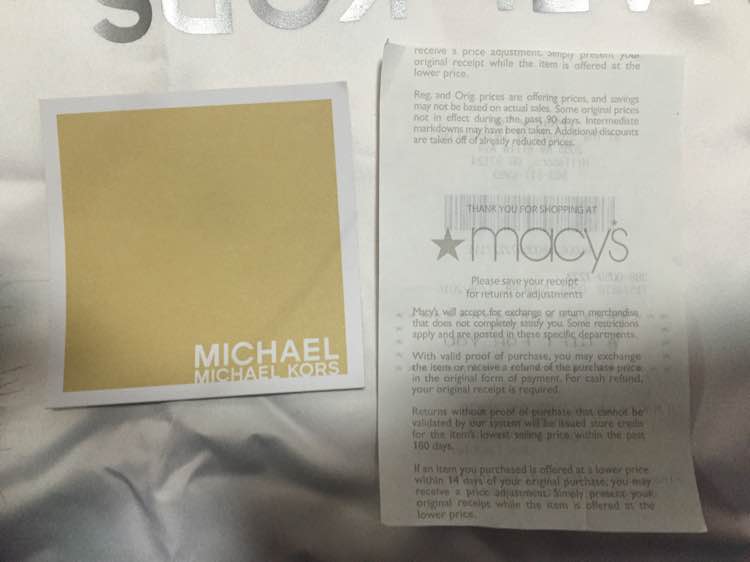 KORS
MICHAEL
MICHAEL KORS
receive a price adjustment. Simply present your
original receipt while the item is offered at the
lower price.
Reg. and Orig. prices are offering prices, and savings
may not be based on actual sales. Some original prices
not in effect during the past 90 days. Intermediate
markdowns may have been taken. Additional discounts
are taken off of already reduced prices.
THANK YOU FOR SHOPPING AT
macy's
Please save your receipt
for returns or adjustments
Macy's will accept for exchange or return merchandise
that does not completely satisfy you. Some restrictions
apply and are posted in these specific departments.
With valid proof of purchase, you may exchange
the item or receive a refund of the purchase price
in the original form of payment. For cash refund,
your original receipt is required.
Returns without proof of purchase that cannot be
validated by our system will be issued store credit
for the item's lowest selling price within the past
180 days.
If an item you purchased is offered at a lower price
within 14 days of your original purchase, you may
receive a price adjustment. Simply present your
original receipt while the item is offered at the
lower price.